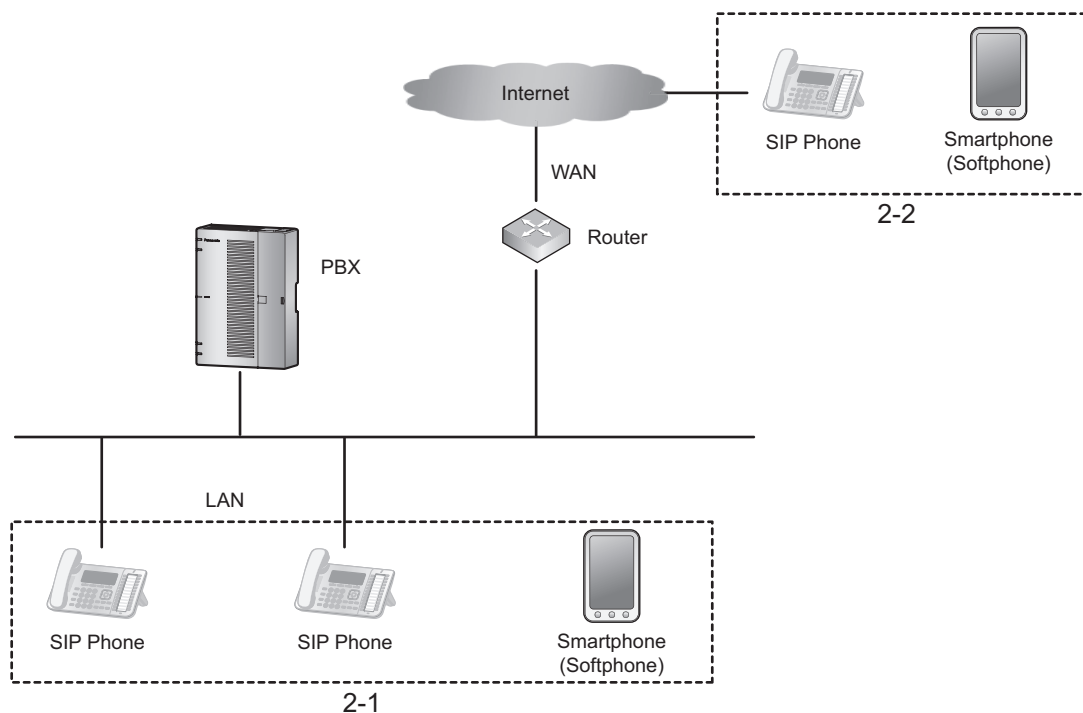 Internet
SIP Phone
Smartphone
(Softphone)
WAN
2-2
Router
Panasonic
PBX
LAN
SIP Phone
SIP Phone
Smartphone
(Softphone)
2-1